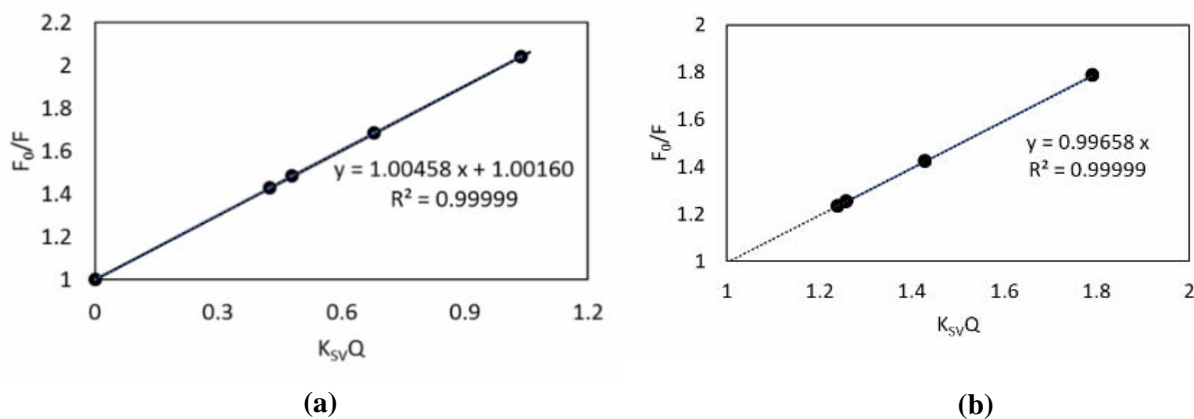 2.2
2
1.8
1.6
1.4
1.2
1
F₀/F
y = 1.00458 x + 1.00160
R² = 0.99999
0 0.3 0.6 0.9 1.2
K_SVQ
(a)
2
1.8
1.6
1.4
1.2
1
F₀/F
y = 0.99658 x
R² = 0.99999
1 1.2 1.4 1.6 1.8 2
K_SVQ
(b)